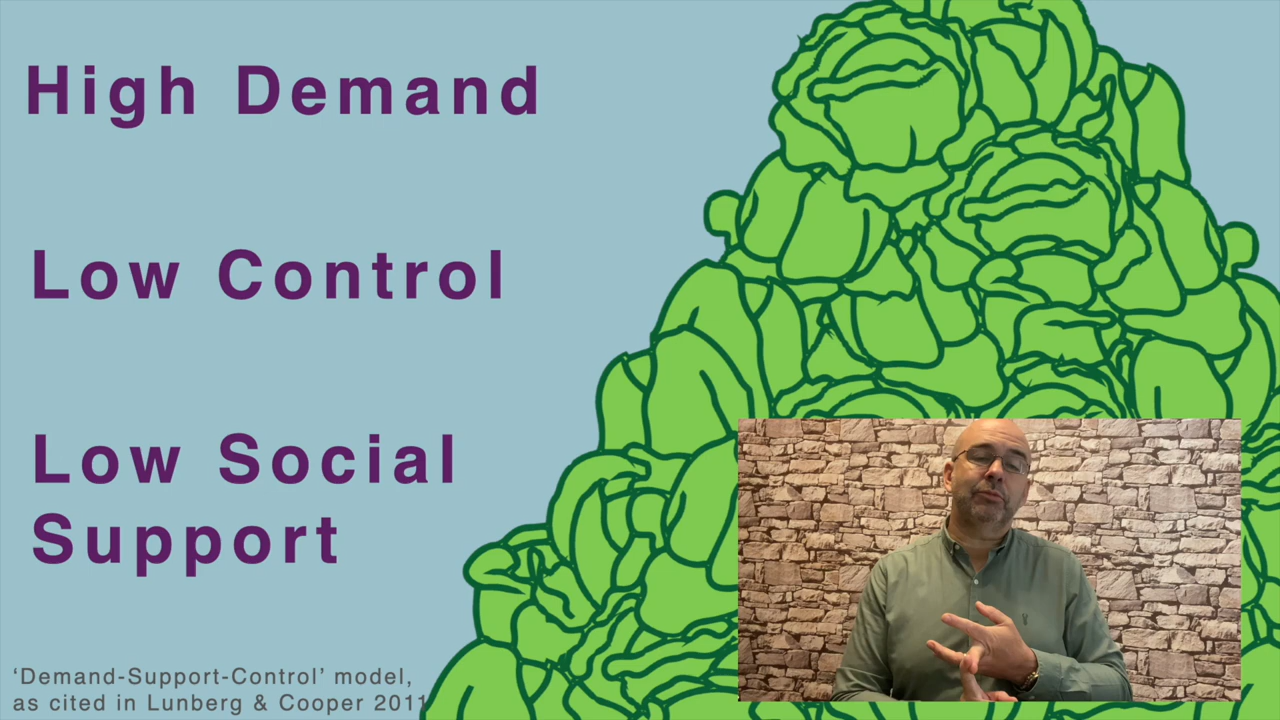 High Demand
Low Control
Low Social
Support
‘Demand-Support-Control’ model,
as cited in Lunberg & Cooper 2011